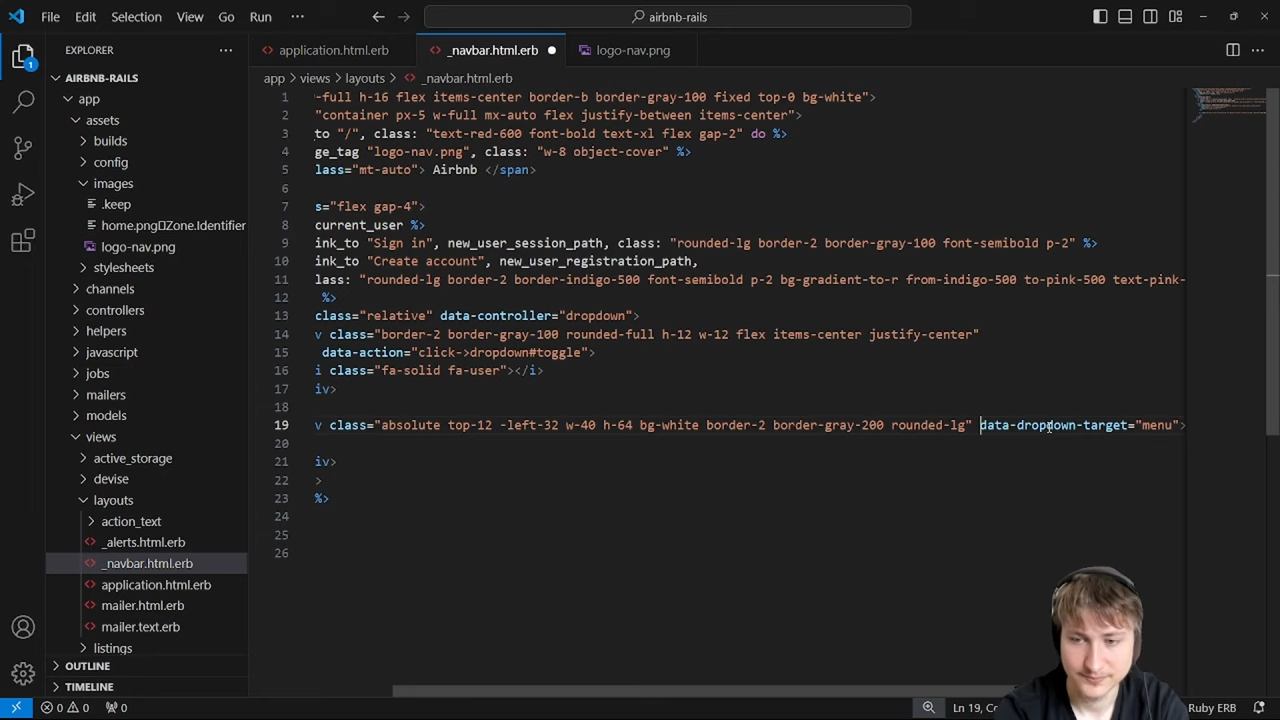 File Edit Selection View Go Run ··· airbnb-rails
EXPLORER ··· application.html.erb _navbar.html.erb logo-nav.png
AIRBNB-RAILS app > views > layouts > _navbar.html.erb
app
assets
builds
config
images
.keep
home.png▯Zone.Identifier
logo-nav.png
stylesheets
channels
controllers
helpers
javascript
jobs
mailers
models
views
active_storage
devise
layouts
action_text
_alerts.html.erb
_navbar.html.erb
application.html.erb
mailer.html.erb
mailer.text.erb
listings
OUTLINE
TIMELINE
1 -full h-16 flex items-center border-b border-gray-100 fixed top-0 bg-white">
2 "container px-5 w-full mx-auto flex justify-between items-center">
3 to "/", class: "text-red-600 font-bold text-xl flex gap-2" do %>
4 ge_tag "logo-nav.png", class: "w-8 object-cover" %>
5 lass="mt-auto"> Airbnb </span>
6
7 s="flex gap-4">
8 current_user %>
9 ink_to "Sign in", new_user_session_path, class: "rounded-lg border-2 border-gray-100 font-semibold p-2" %>
10 ink_to "Create account", new_user_registration_path,
11 lass: "rounded-lg border-2 border-indigo-500 font-semibold p-2 bg-gradient-to-r from-indigo-500 to-pink-500 text-pink-
12 %>
13 class="relative" data-controller="dropdown">
14 v class="border-2 border-gray-100 rounded-full h-12 w-12 flex items-center justify-center"
15 data-action="click->dropdown#toggle">
16 i class="fa-solid fa-user"></i>
17 iv>
18
19 v class="absolute top-12 -left-32 w-40 h-64 bg-white border-2 border-gray-200 rounded-lg" data-dropdown-target="menu">
20
21 iv>
22 >
23 %>
24
25
26
0 0 0 Ln 19, Co Ruby ERB